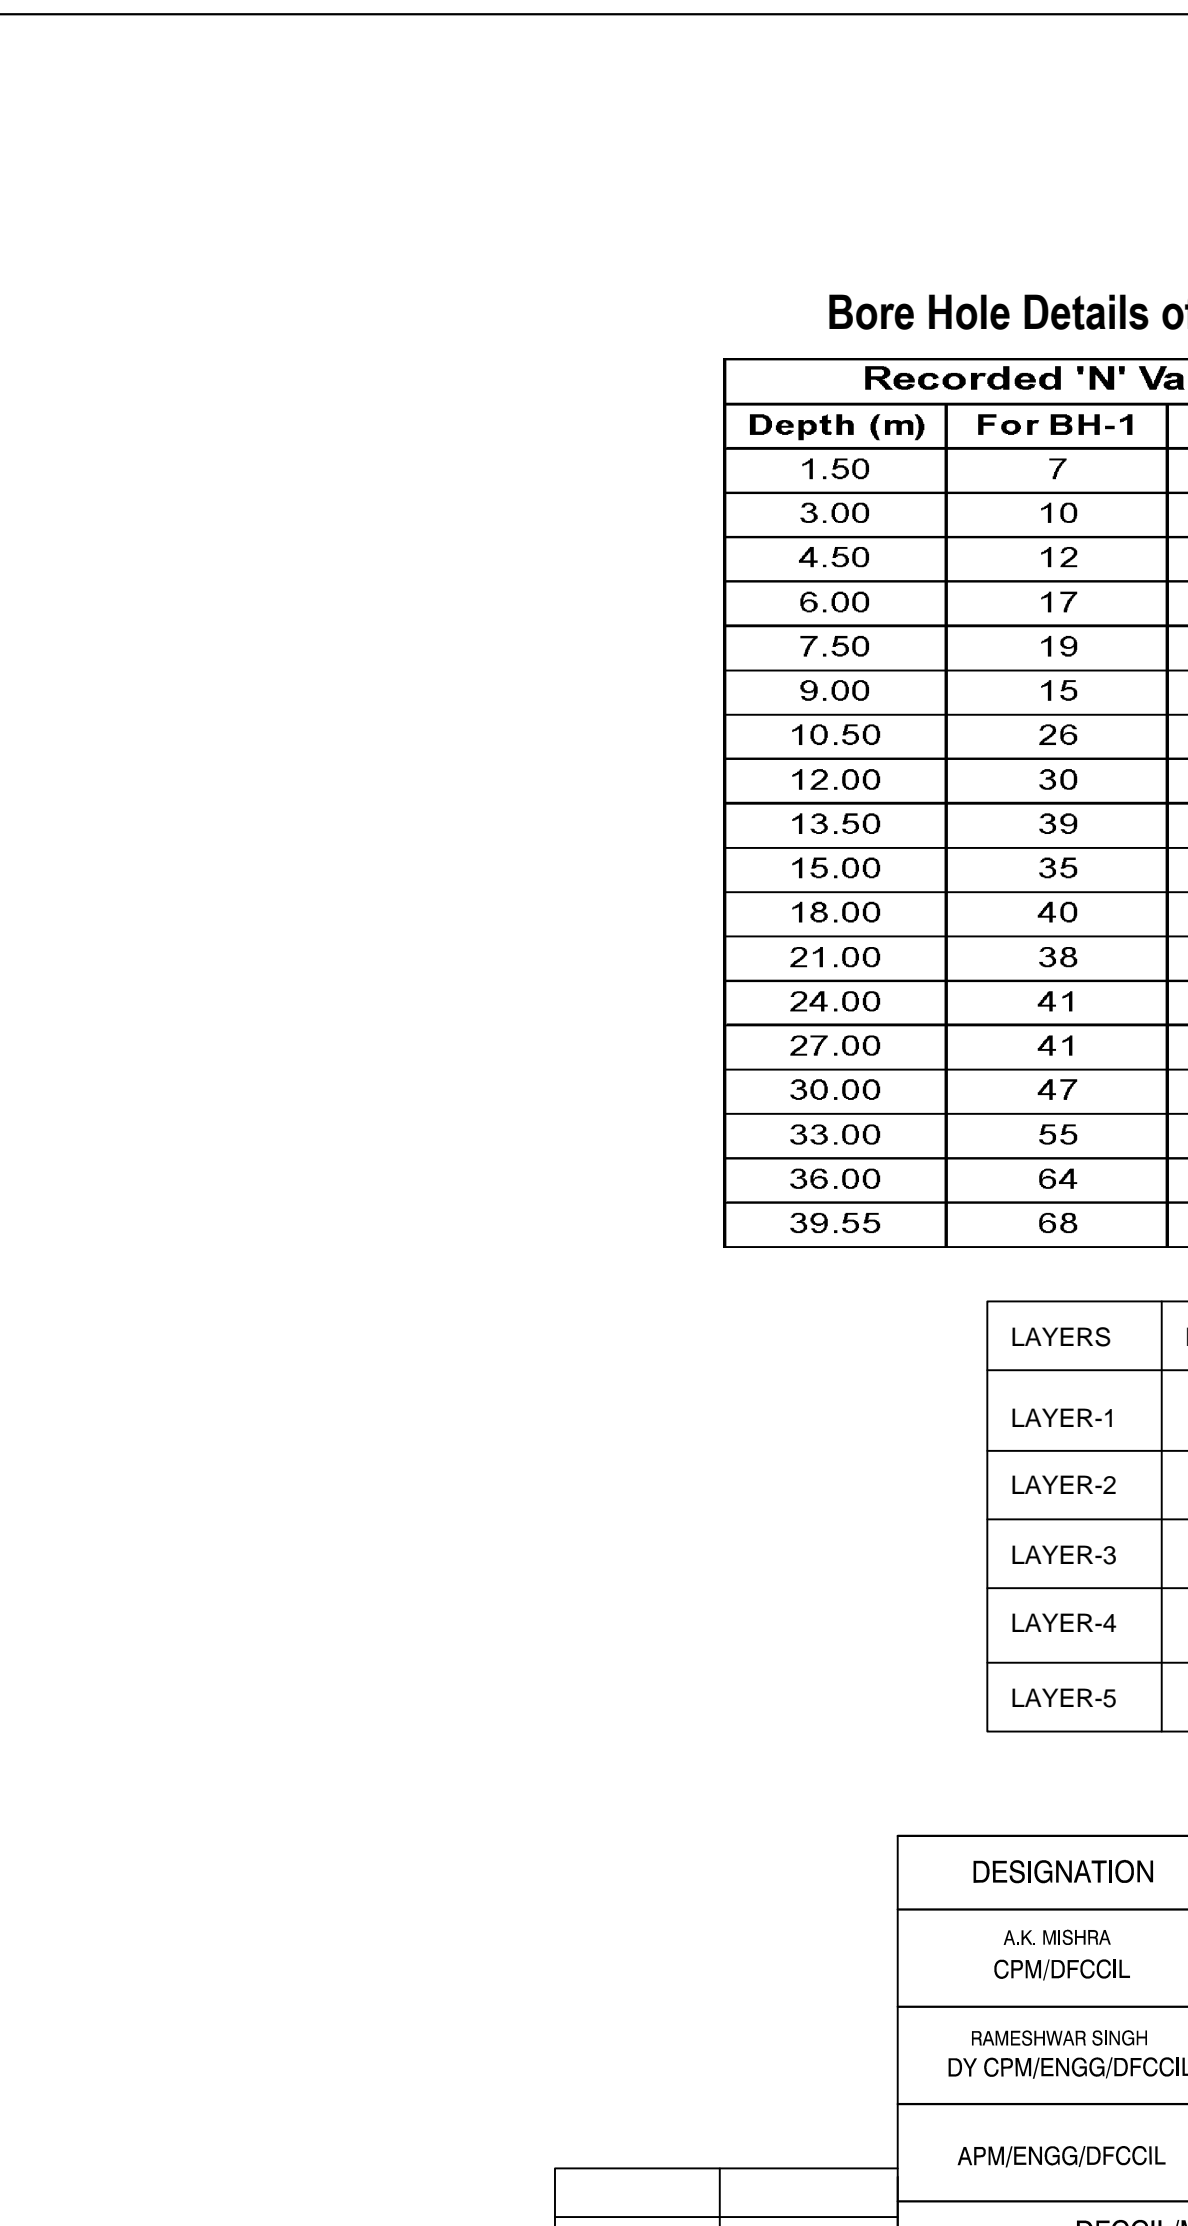 Bore Hole Details of
Recorded 'N' Va
Depth (m) For BH-1
1.50 7
3.00 10
4.50 12
6.00 17
7.50 19
9.00 15
10.50 26
12.00 30
13.50 39
15.00 35
18.00 40
21.00 38
24.00 41
27.00 41
30.00 47
33.00 55
36.00 64
39.55 68
LAYERS
LAYER-1
LAYER-2
LAYER-3
LAYER-4
LAYER-5
DESIGNATION
A.K. MISHRA
CPM/DFCCIL
RAMESHWAR SINGH
DY CPM/ENGG/DFCCIL
APM/ENGG/DFCCIL